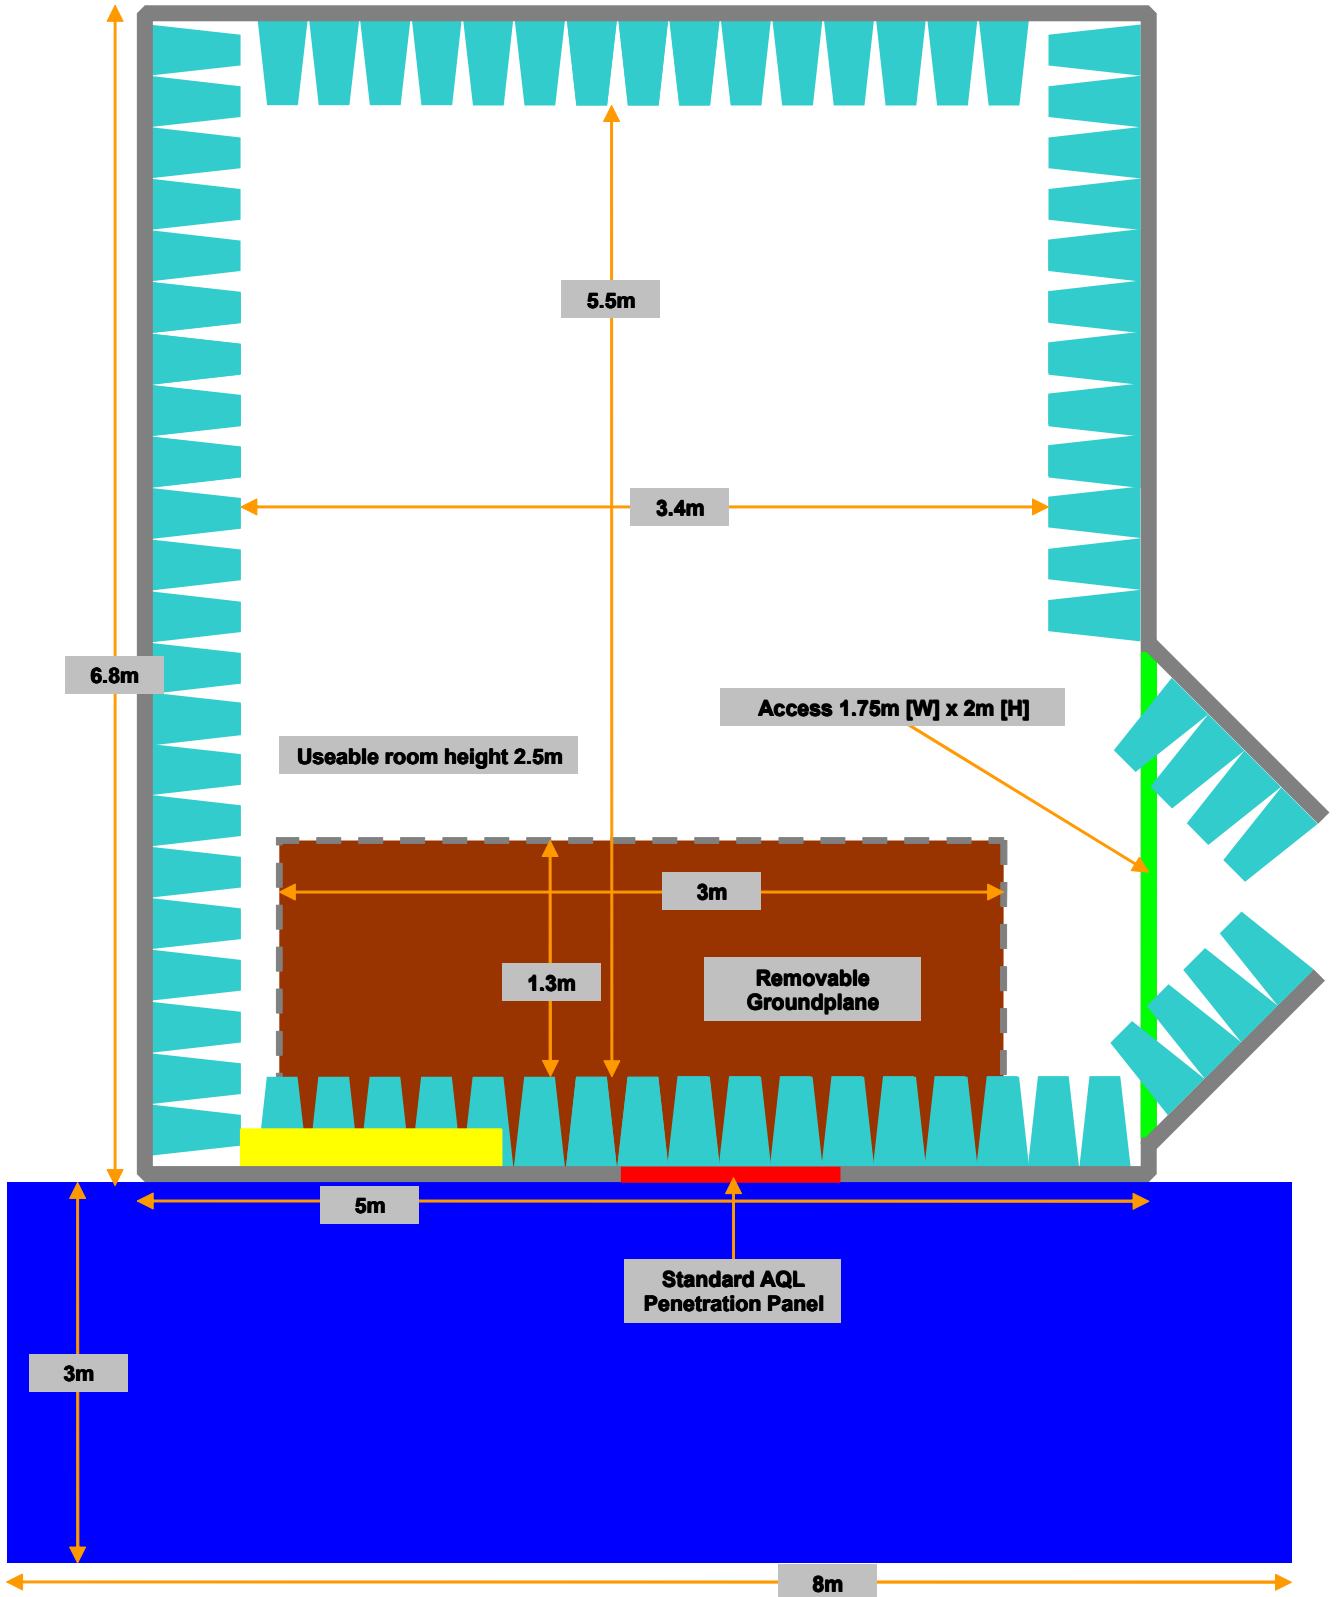 5.5m
3.4m
6.8m
Access 1.75m [W] x 2m [H]
Useable room height 2.5m
3m
1.3m
Removable
Groundplane
5m
Standard AQL
Penetration Panel
3m
8m